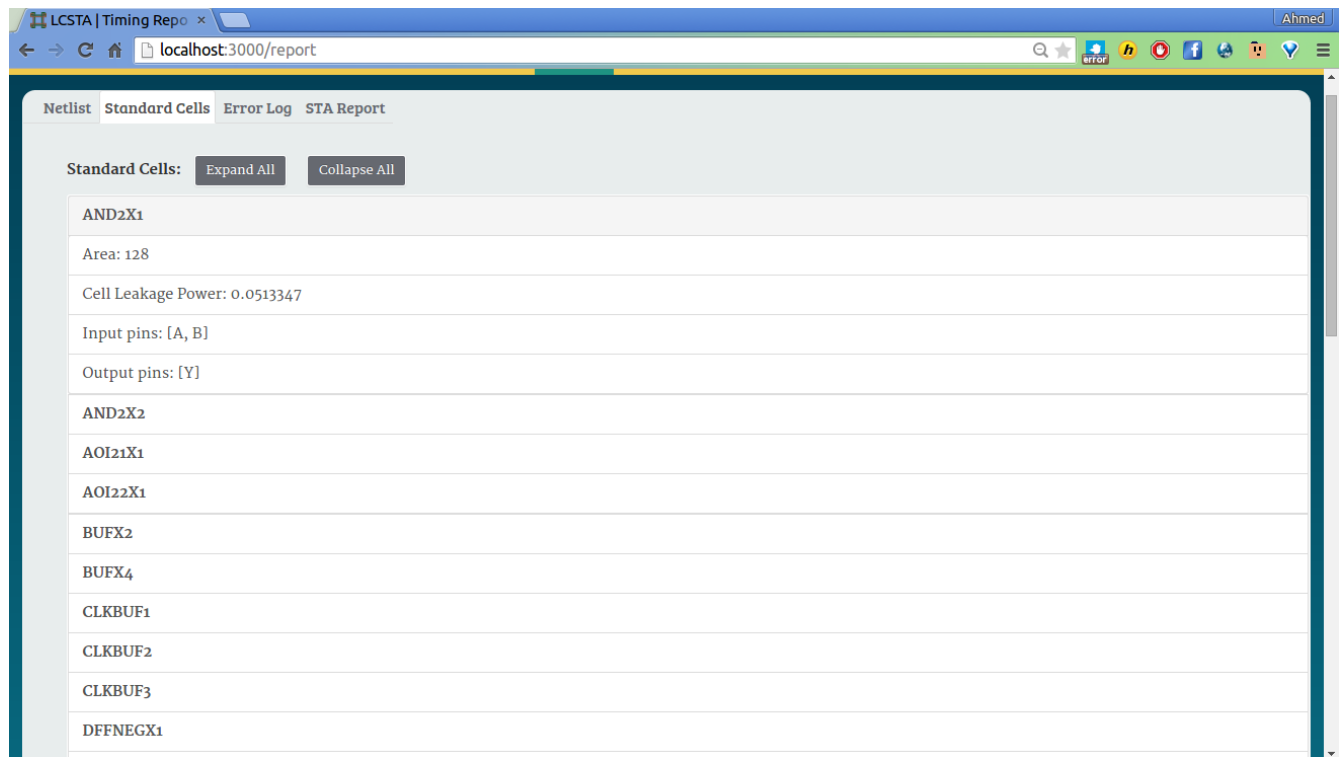 LCSTA | Timing Repo
Ahmed
localhost:3000/report
error
h
f
Netlist Standard Cells Error Log STA Report
Standard Cells: Expand All Collapse All
AND2X1
Area: 128
Cell Leakage Power: 0.0513347
Input pins: [A, B]
Output pins: [Y]
AND2X2
AOI21X1
AOI22X1
BUFX2
BUFX4
CLKBUF1
CLKBUF2
CLKBUF3
DFFNEGX1